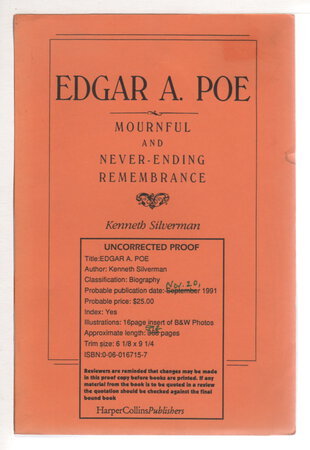 EDGAR A. POE
MOURNFUL
AND
NEVER-ENDING
REMEMBRANCE
Kenneth Silverman
UNCORRECTED PROOF
Title:EDGAR A. POE
Author: Kenneth Silverman
Classification: Biography
Nov. 20,
Probable publication date: September 1991
Probable price: $25.00
Index: Yes
Illustrations: 16page insert of B&W Photos
Approximate length: pages
Trim size: 6 1/8 x 9 1/4
ISBN:0-06-016715-7
Reviewers are reminded that changes may be made
in this proof copy before books are printed. If any
material from the book is to be quoted in a review
the quotation should be checked against the final
bound book
HarperCollinsPublishers